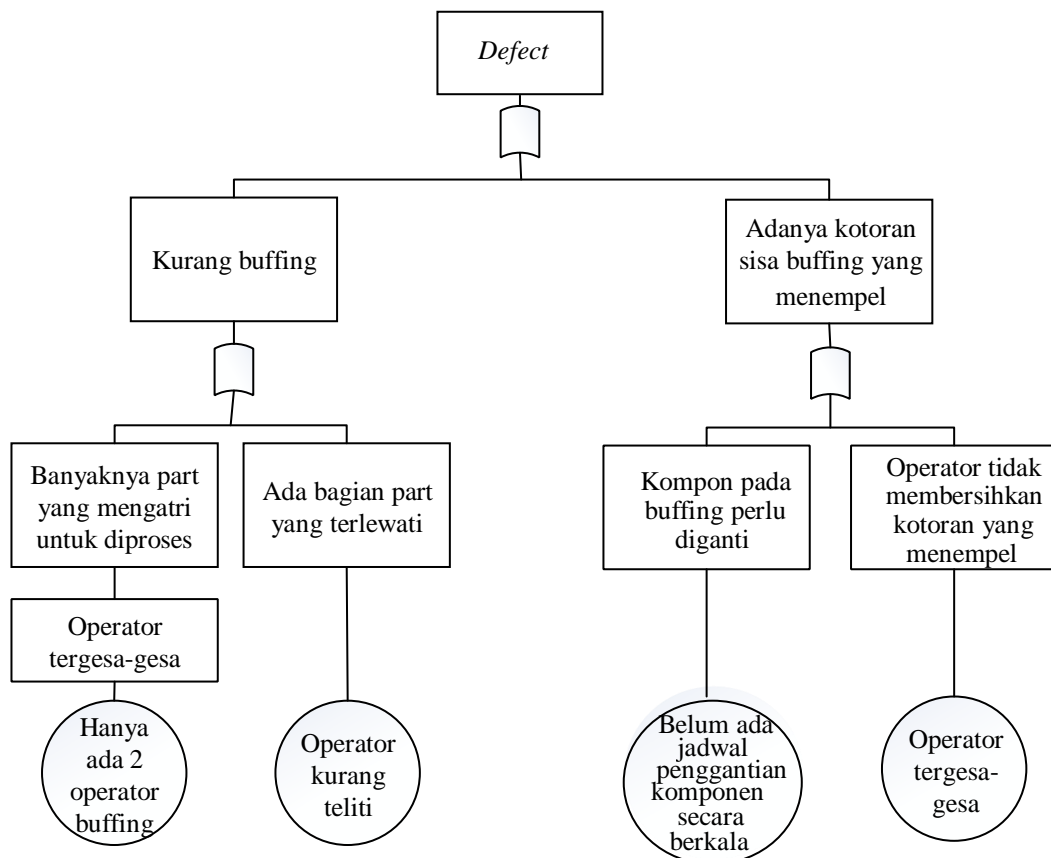 Defect
Kurang buffing
Adanya kotoran
sisa buffing yang
menempel
Banyaknya part
yang mengatri
untuk diproses
Ada bagian part
yang terlewati
Kompon pada
buffing perlu
diganti
Operator tidak
membersihkan
kotoran yang
menempel
Operator
tergesa-gesa
Hanya
ada 2
operator
buffing
Operator
kurang
teliti
Belum ada
jadwal
penggantian
komponen
secara
berkala
Operator
tergesa-
gesa